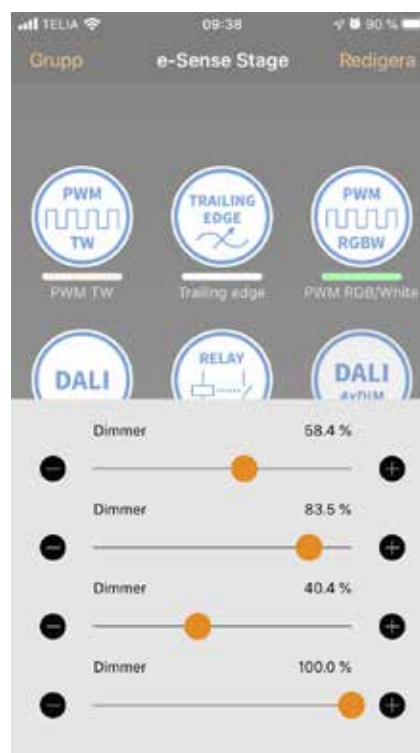 TELIA 09:38 90 %
Grupp e-Sense Stage Redigera
PWM TRAILING PWM
TW EDGE RGBW
PWM TW Trailing edge PWM RGB/White
DALI RELAY DALI
4xDIM
Dimmer 58.4 %
Dimmer 83.5 %
Dimmer 40.4 %
Dimmer 100.0 %